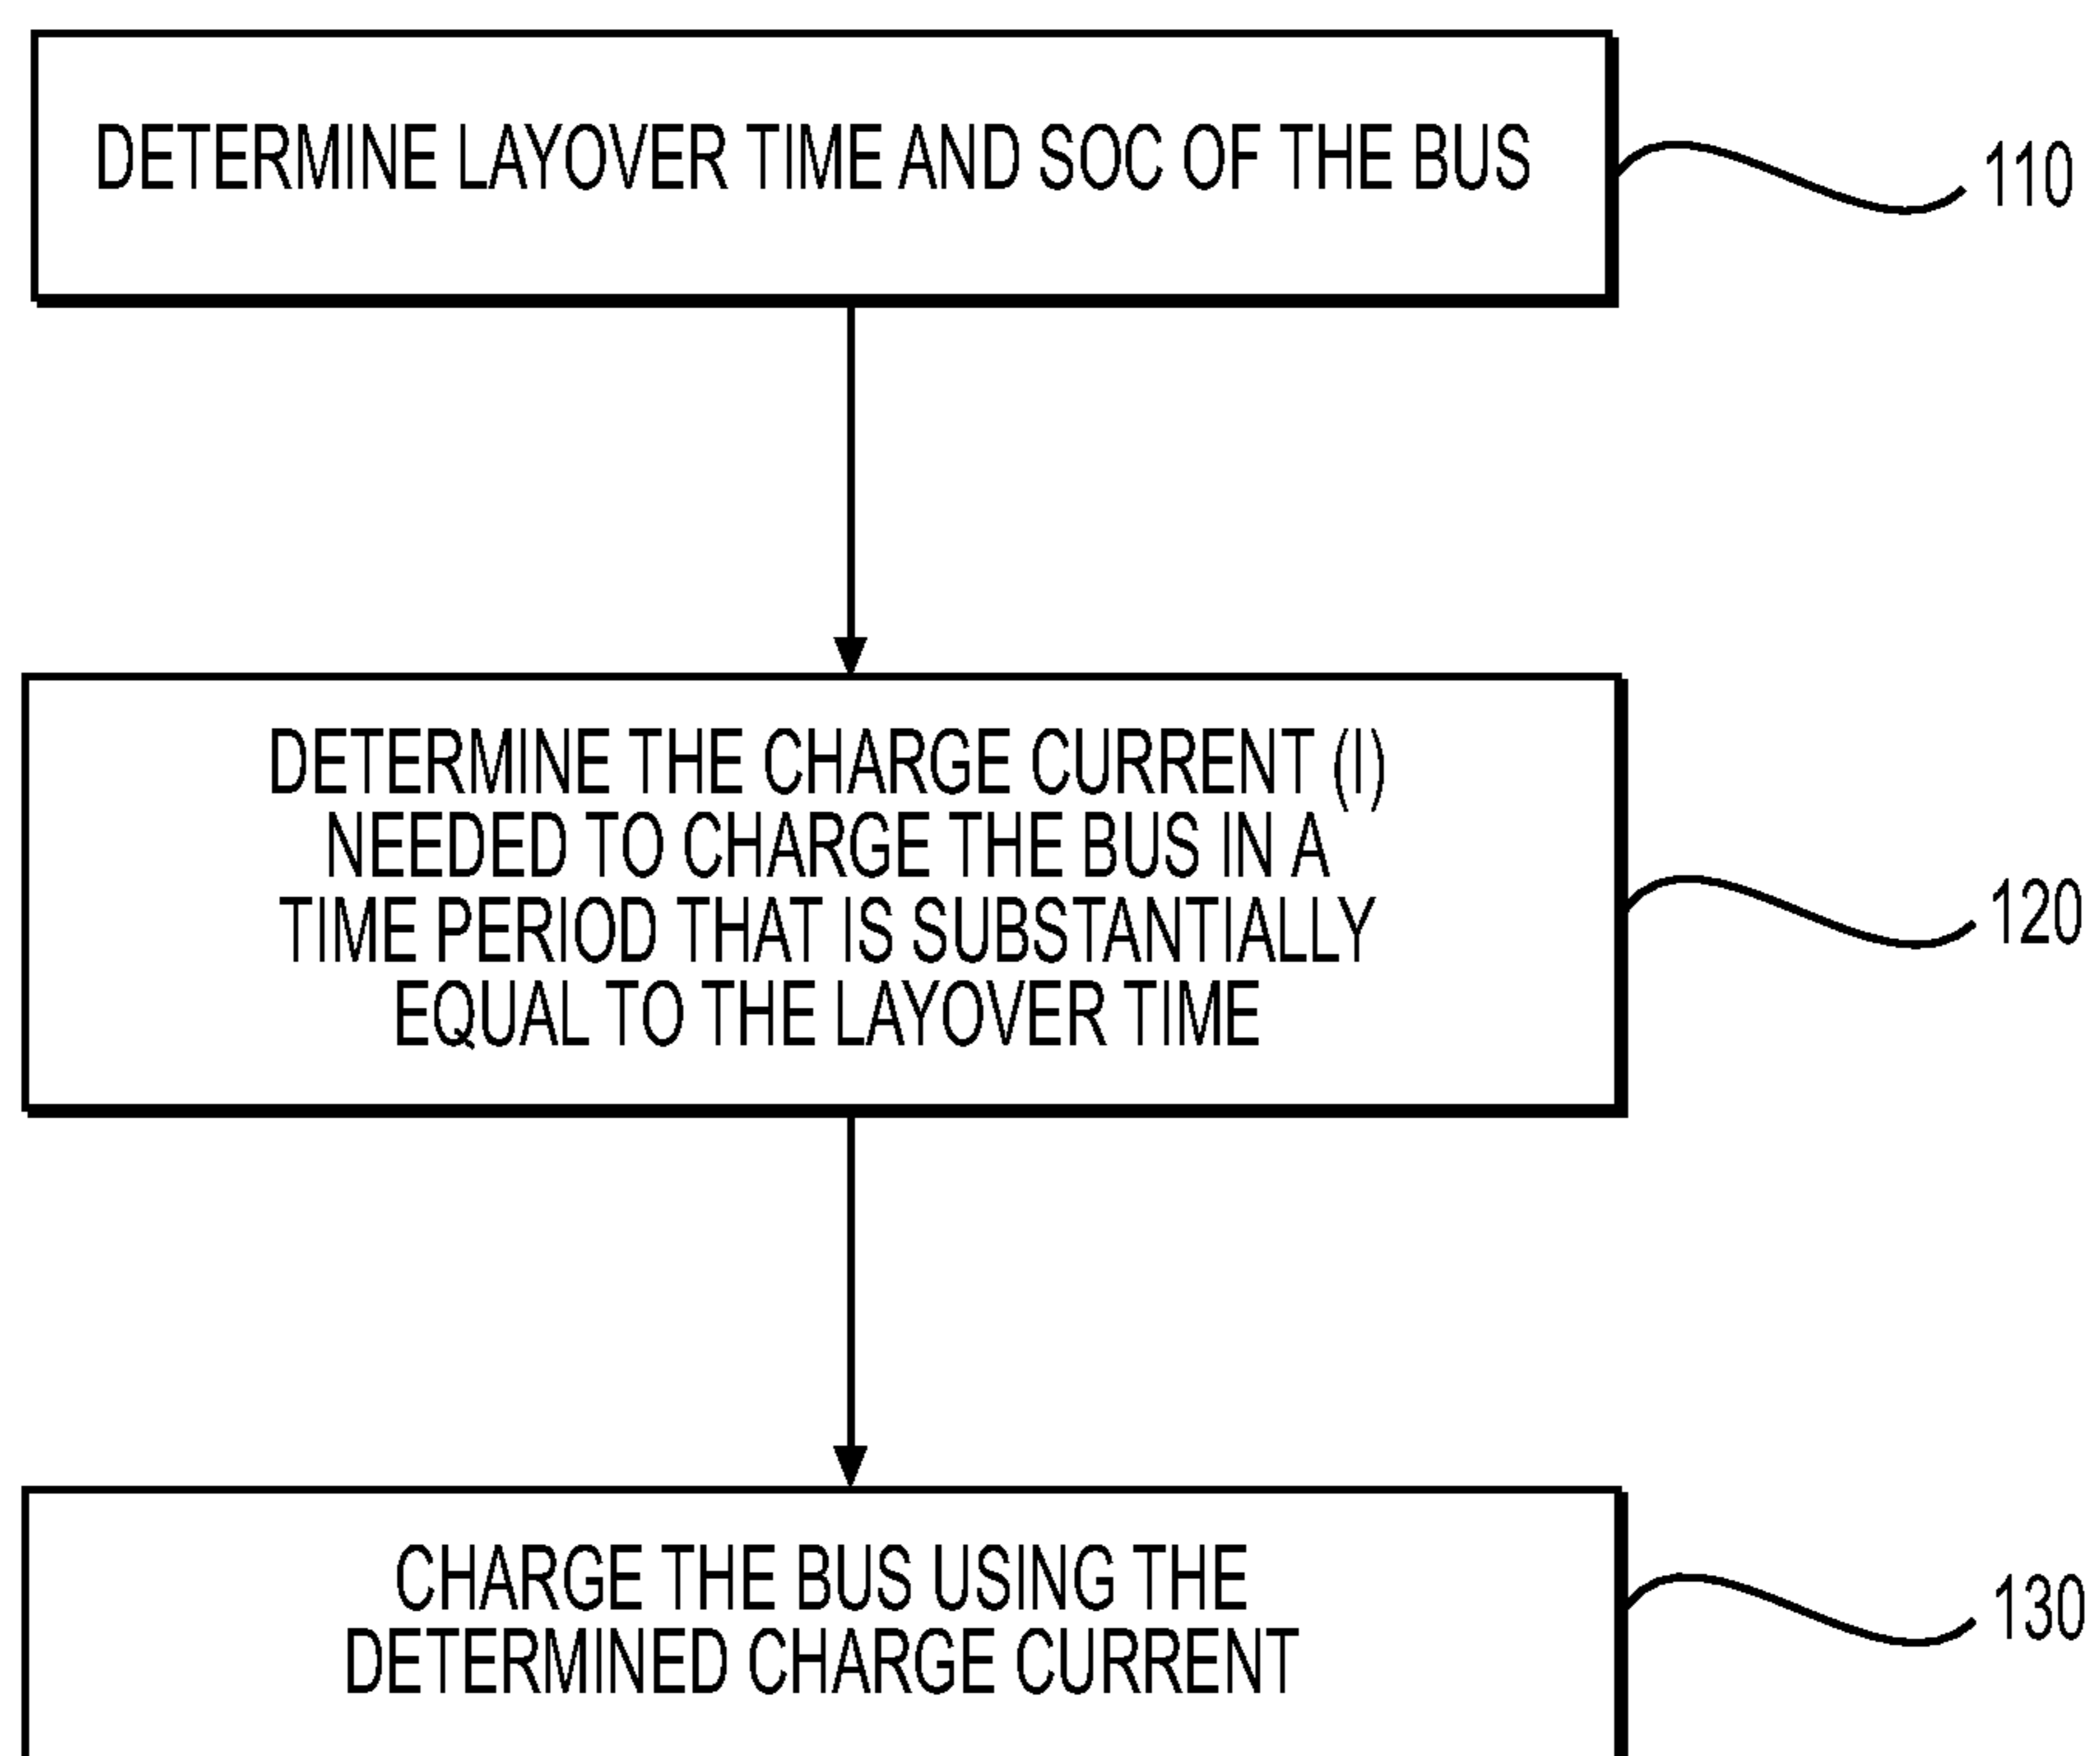 DETERMINE LAYOVER TIME AND SOC OF THE BUS
110
DETERMINE THE CHARGE CURRENT (I)
NEEDED TO CHARGE THE BUS IN A
TIME PERIOD THAT IS SUBSTANTIALLY
EQUAL TO THE LAYOVER TIME
120
CHARGE THE BUS USING THE
DETERMINED CHARGE CURRENT
130